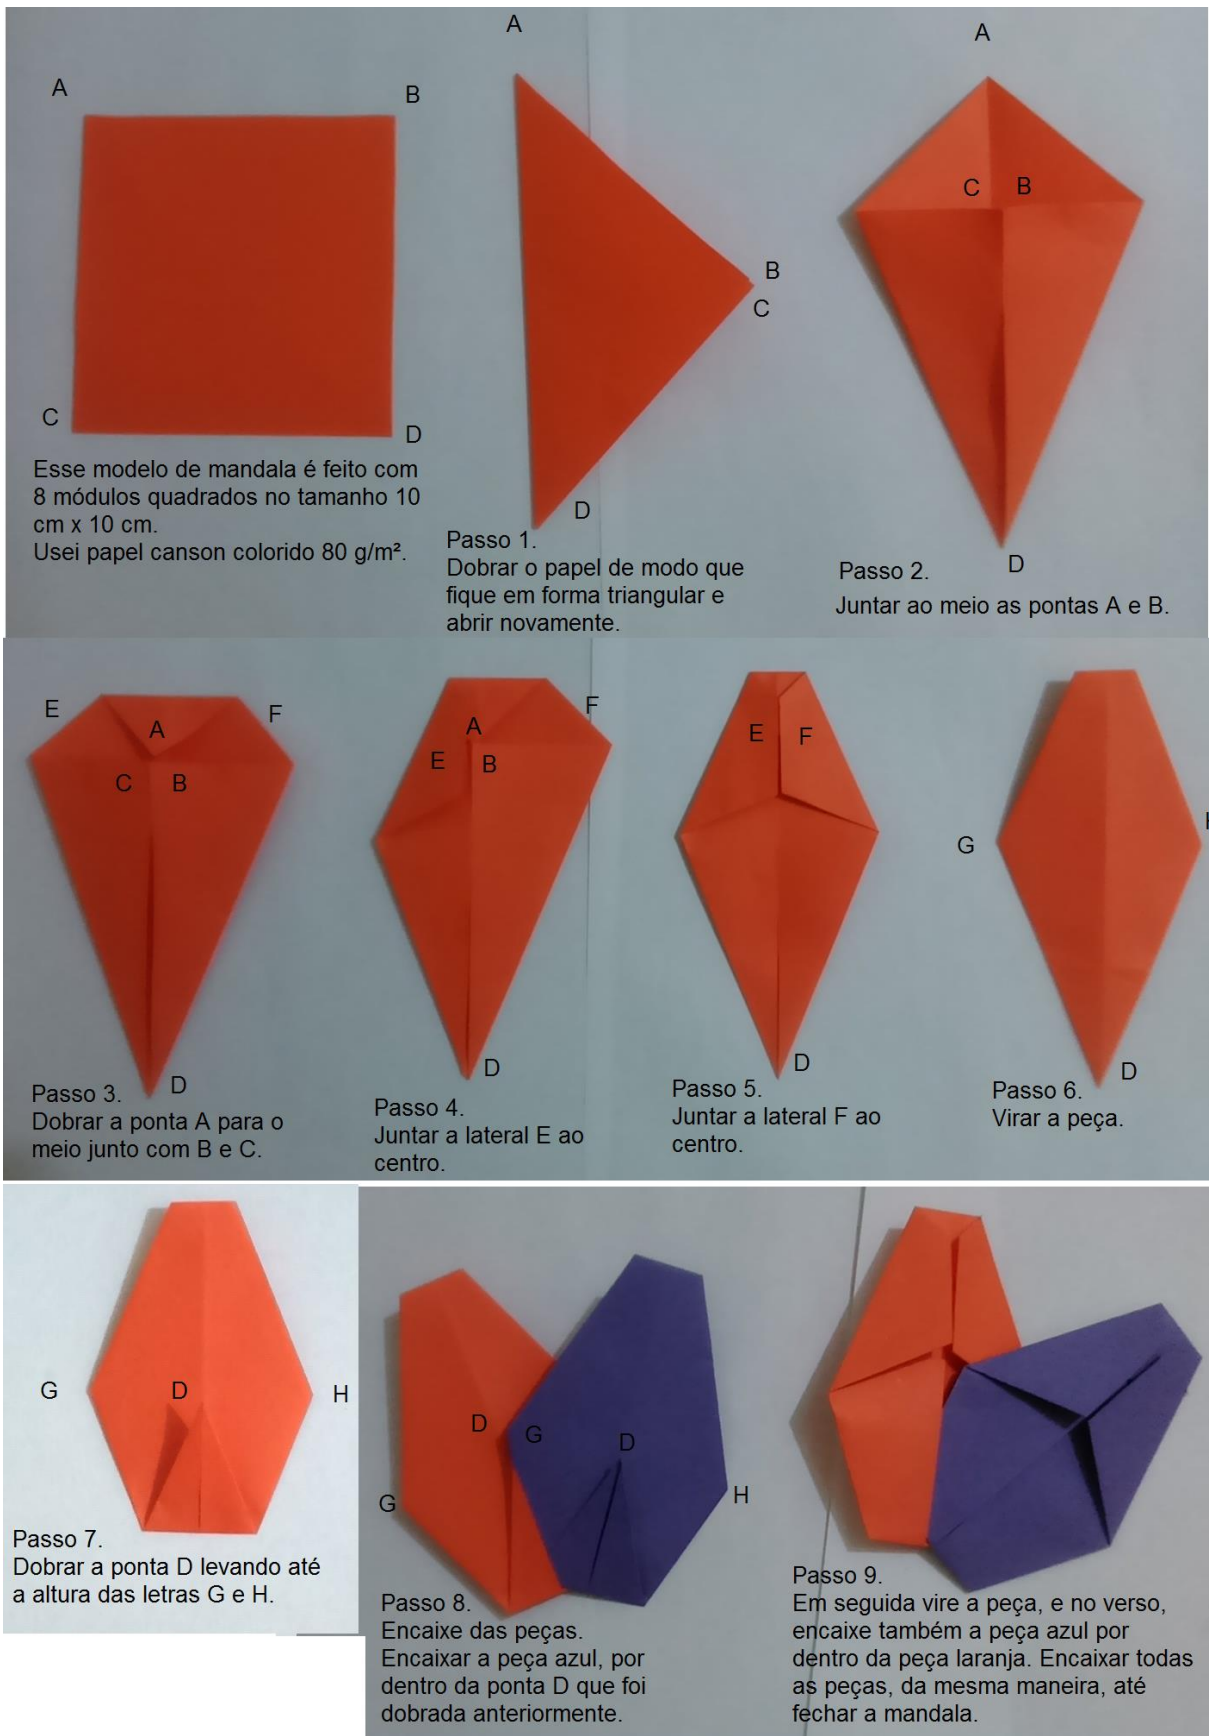 A
B
C
D
Esse modelo de mandala é feito com
8 módulos quadrados no tamanho 10
cm x 10 cm.
Usei papel canson colorido 80 g/m².
A
B
C
D
Passo 1.
Dobrar o papel de modo que
fique em forma triangular e
abrir novamente.
A
C B
D
Passo 2.
Juntar ao meio as pontas A e B.
E
A
F
C B
D
Passo 3.
Dobrar a ponta A para o
meio junto com B e C.
F
A
E B
D
Passo 4.
Juntar a lateral E ao
centro.
E F
D
Passo 5.
Juntar a lateral F ao
centro.
G
D
Passo 6.
Virar a peça.
G D H
Passo 7.
Dobrar a ponta D levando até
a altura das letras G e H.
D G D
G H
Passo 8.
Encaixe das peças.
Encaixar a peça azul, por
dentro da ponta D que foi
dobrada anteriormente.
Passo 9.
Em seguida vire a peça, e no verso,
encaixe também a peça azul por
dentro da peça laranja. Encaixar todas
as peças, da mesma maneira, até
fechar a mandala.